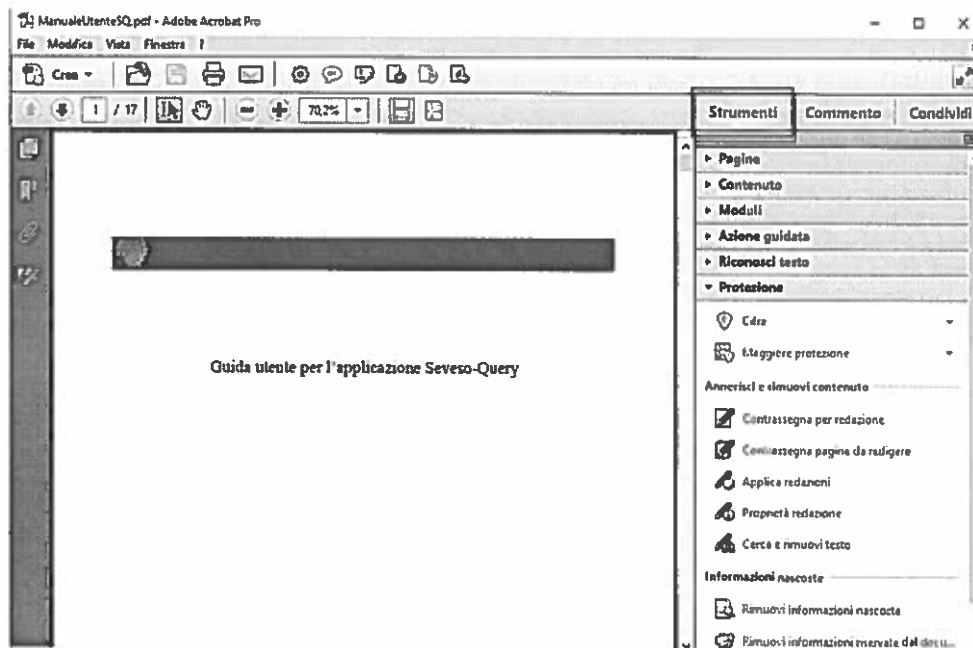 ManualeUtenteSQ.pdf - Adobe Acrobat Pro
File Modifica Vista Finestra ?
Crea
1 / 17 70,2%
Strumenti Commento Condividi
Pagine
Contenuto
Moduli
Azione guidata
Riconosci testo
Protezione
Cifra
Maggiore protezione
Guida utente per l'applicazione Seveso-Query
Annerisci e rimuovi contenuto
Contrassegna per redazione
Contrassegna pagine da redigere
Applica redazioni
Proprietà redazione
Cerca e rimuovi testo
Informazioni nascoste
Rimuovi informazioni nascoste
Rimuovi informazioni riservate dal docu...